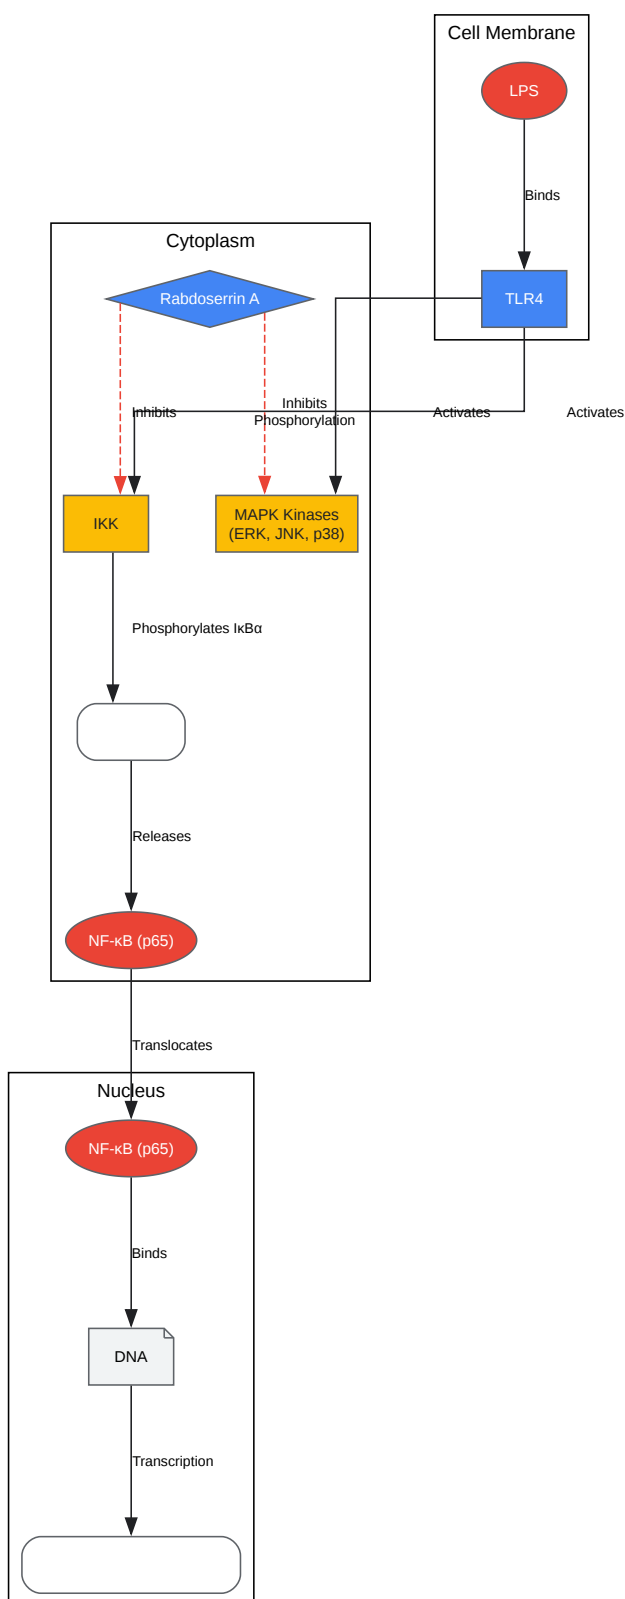 Cell Membrane
LPS
Binds
Cytoplasm
Rabdoserrin A
TLR4
Inhibits
Inhibits
Phosphorylation
Activates
Activates
IKK
MAPK Kinases
(ERK, JNK, p38)
Phosphorylates IκBα
Releases
NF-κB (p65)
Translocates
Nucleus
NF-κB (p65)
Binds
DNA
Transcription